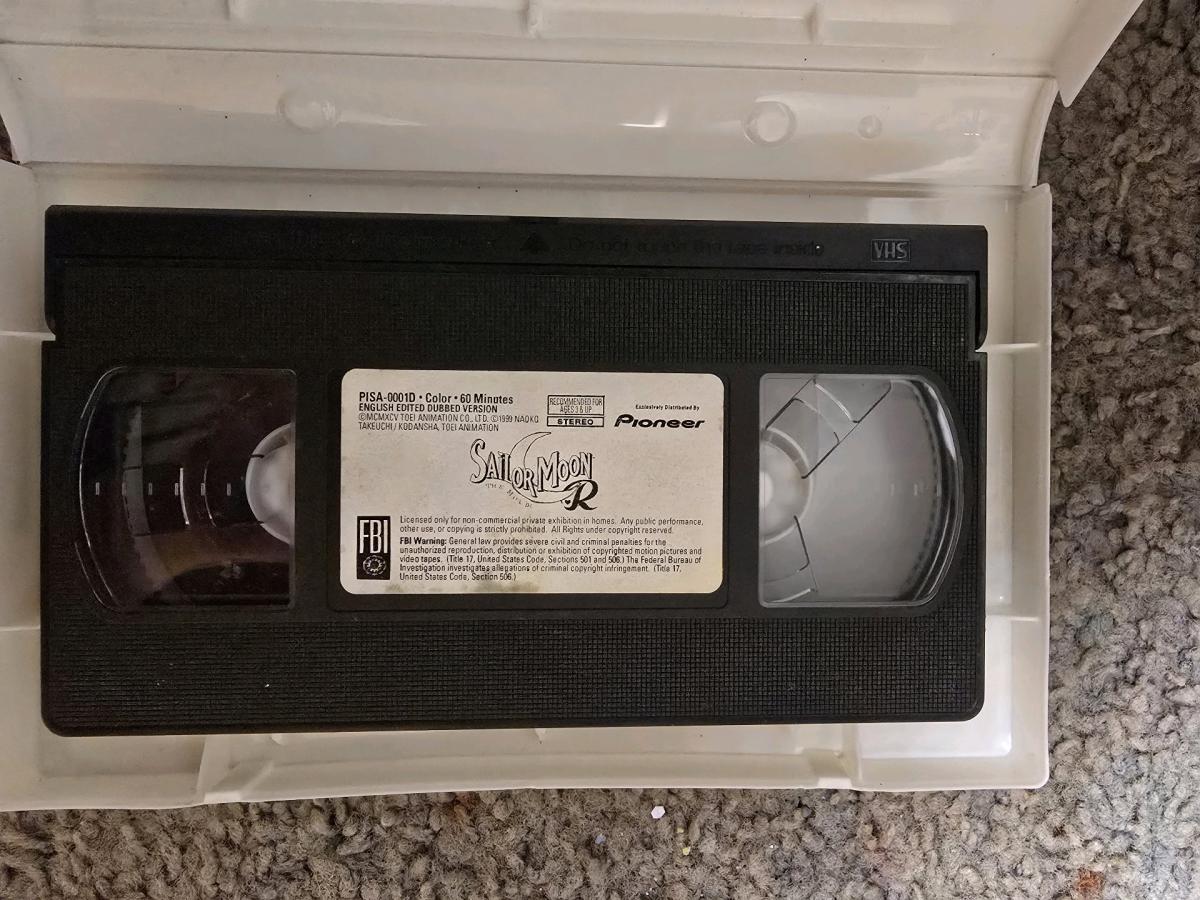 Do not touch the tape inside
VHS
PISA-0001D • Color • 60 Minutes
ENGLISH EDITED DUBBED VERSION
©MCMXCV TOEI ANIMATION CO., LTD. ©1999 NAOKO
TAKEUCHI / KODANSHA, TOEI ANIMATION
RECOMMENDED FOR
AGES 3 & UP
STEREO
Exclusively Distributed By
Pioneer
SAILOR MOON
R
FBI
Licensed only for non-commercial private exhibition in homes. Any public performance,
other use, or copying is strictly prohibited. All Rights under copyright reserved.
FBI Warning: General law provides severe civil and criminal penalties for the
unauthorized reproduction, distribution or exhibition of copyrighted motion pictures and
video tapes. (Title 17, United States Code, Sections 501 and 506.) The Federal Bureau of
Investigation investigates allegations of criminal copyright infringement. (Title 17,
United States Code, Section 506.)